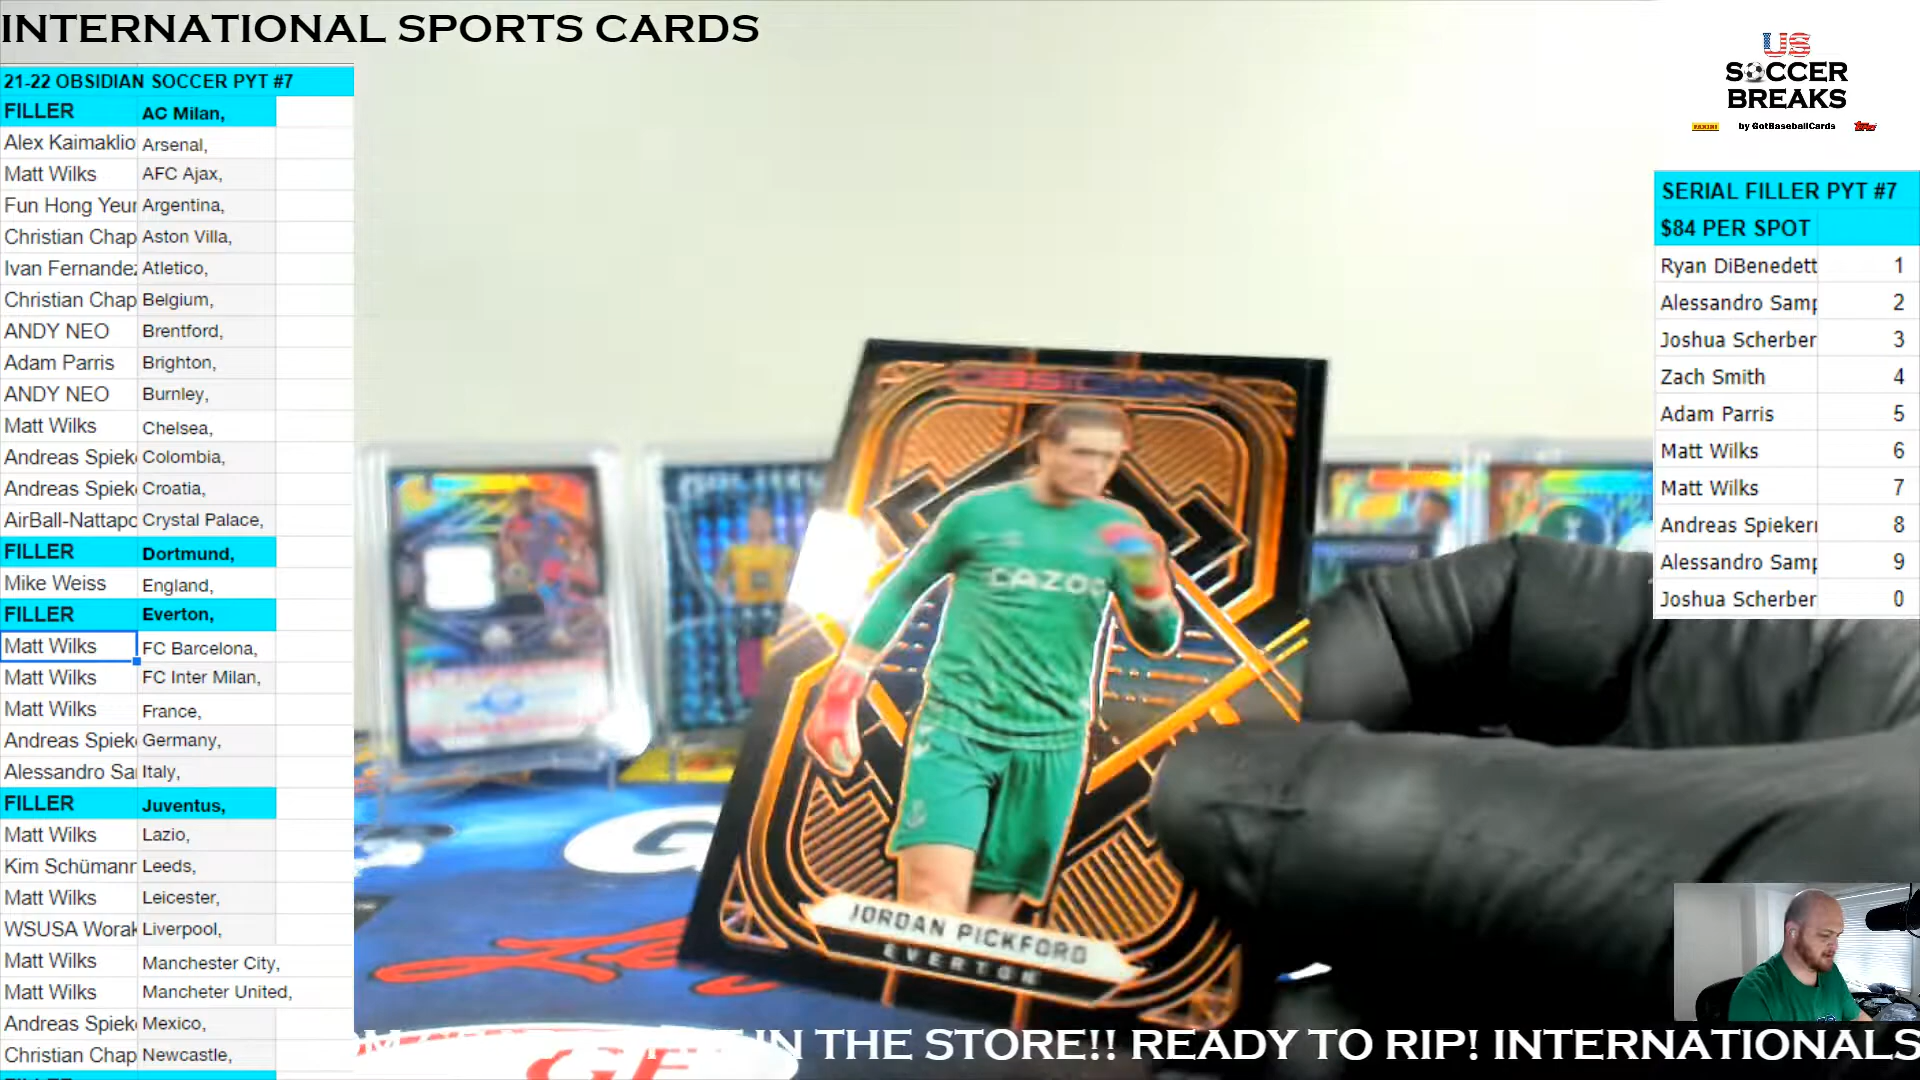 INTERNATIONAL SPORTS CARDS
21-22 OBSIDIAN SOCCER PYT #7
FILLER AC Milan,
Alex Kaimaklio Arsenal,
Matt Wilks AFC Ajax,
Fun Hong Yeur Argentina,
Christian Chap Aston Villa,
Ivan Fernandez Atletico,
Christian Chap Belgium,
ANDY NEO Brentford,
Adam Parris Brighton,
ANDY NEO Burnley,
Matt Wilks Chelsea,
Andreas Spiek Colombia,
Andreas Spiek Croatia,
AirBall-Nattapo Crystal Palace,
FILLER Dortmund,
Mike Weiss England,
FILLER Everton,
Matt Wilks FC Barcelona,
Matt Wilks FC Inter Milan,
Matt Wilks France,
Andreas Spiek Germany,
Alessandro Sa Italy,
FILLER Juventus,
Matt Wilks Lazio,
Kim Schümann Leeds,
Matt Wilks Leicester,
WSUSA Worak Liverpool,
Matt Wilks Manchester City,
Matt Wilks Mancheter United,
Andreas Spiek Mexico,
Christian Chap Newcastle,
US
SOCCER
BREAKS
PANINI by GotBaseballCards Topps
SERIAL FILLER PYT #7
$84 PER SPOT
Ryan DiBenedett 1
Alessandro Samp 2
Joshua Scherber 3
Zach Smith 4
Adam Parris 5
Matt Wilks 6
Matt Wilks 7
Andreas Spieker 8
Alessandro Samp 9
Joshua Scherber 0
OBSIDIAN
CAZOO
JORDAN PICKFORD
EVERTON
IN THE STORE!! READY TO RIP! INTERNATIONALS